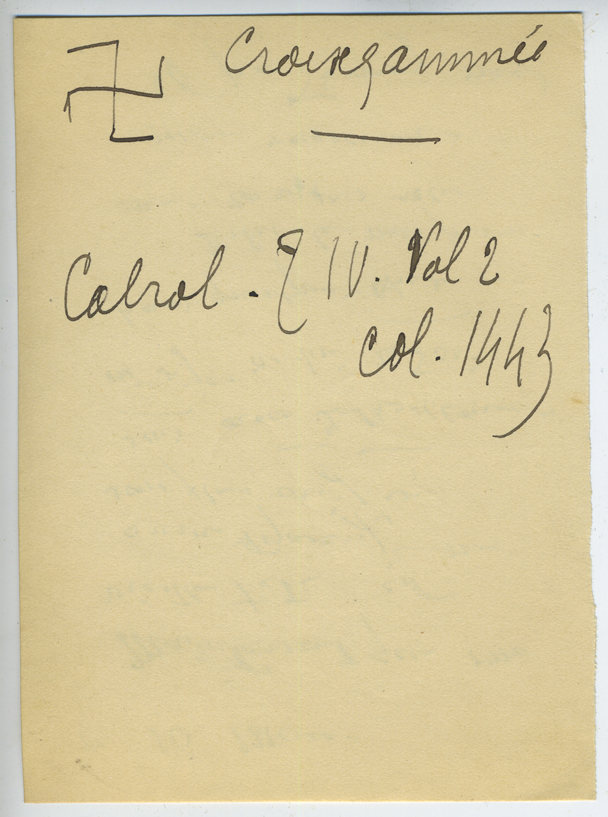 Croixgammée
Cabrol. T IV. Vol 2
col. 1443